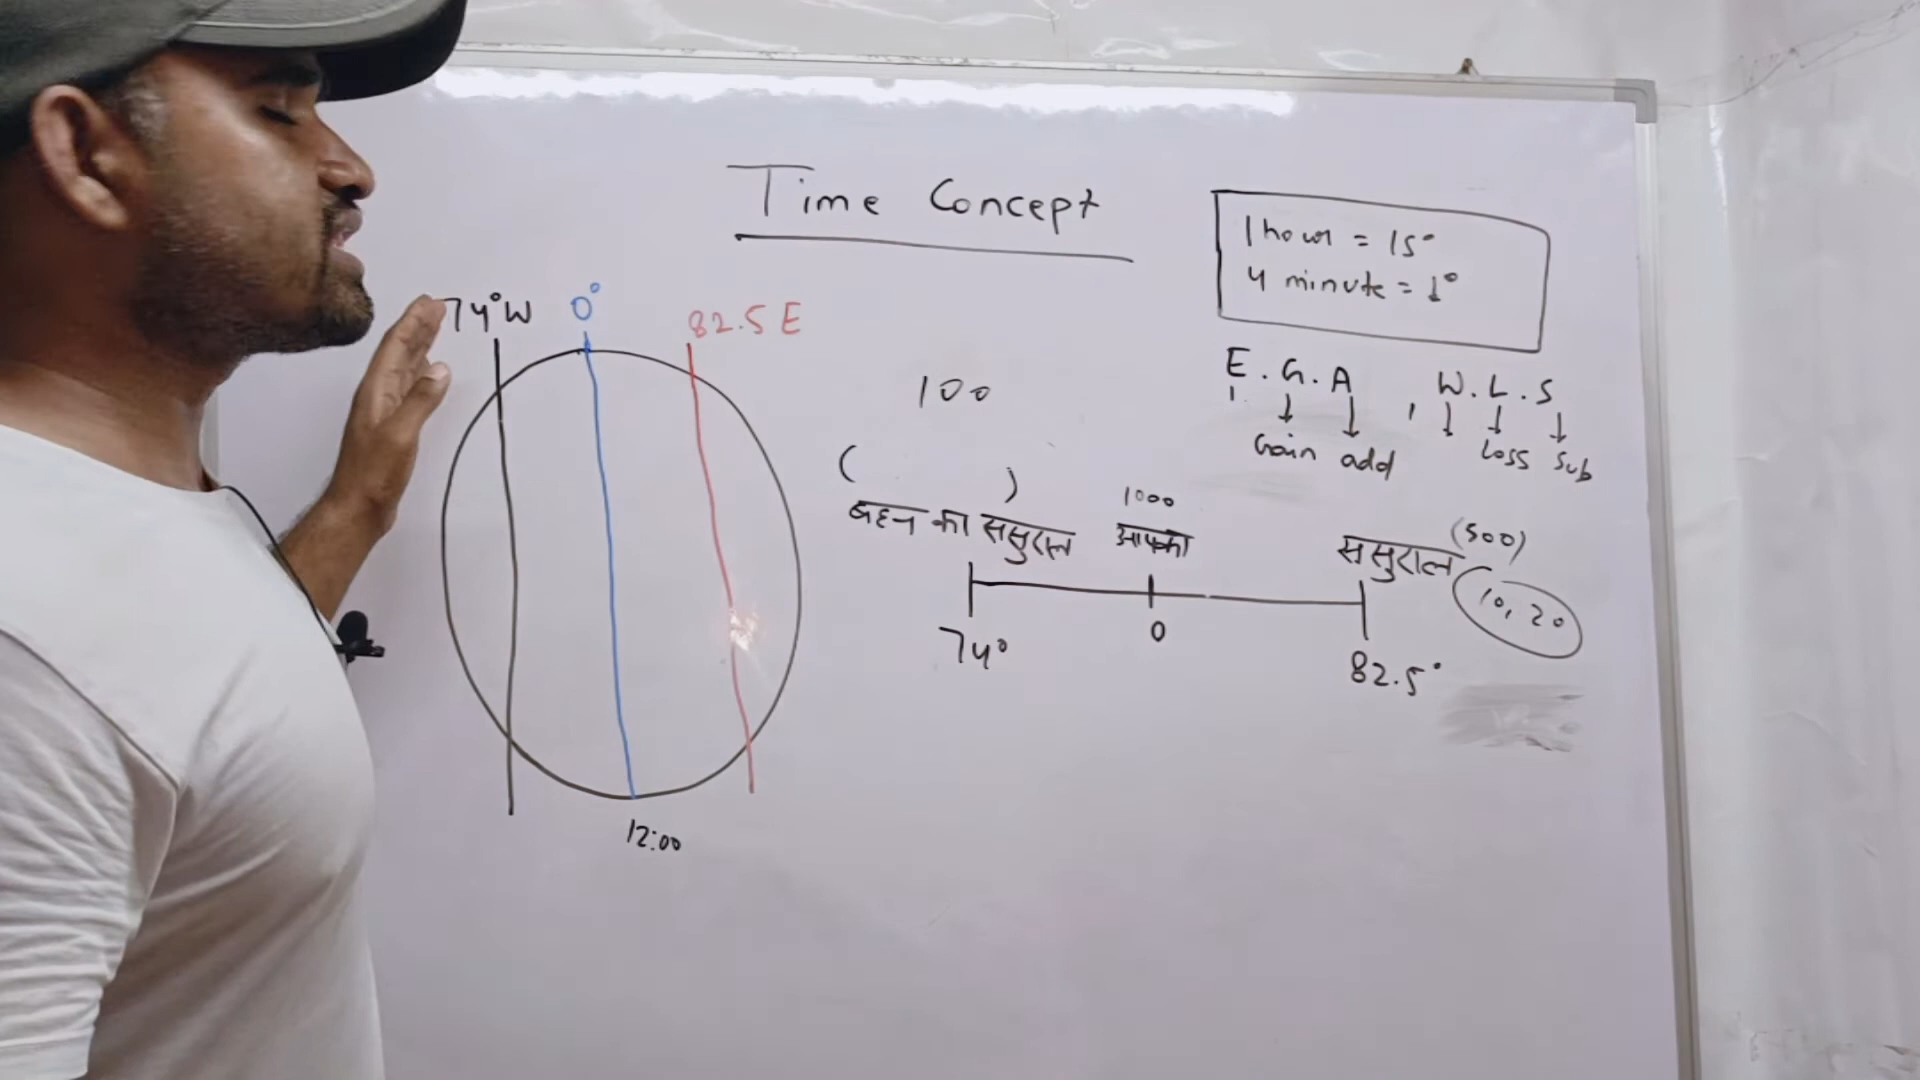 Time Concept
1 hour = 15°
4 minute = 1°
74°W 0° 82.5 E
E.G.A, W.L.S
Gain add Loss Sub
100
( )
1000
बहन का ससुराल आपका ससुराल (500)
10, 20
74° 0 82.5°
12:00